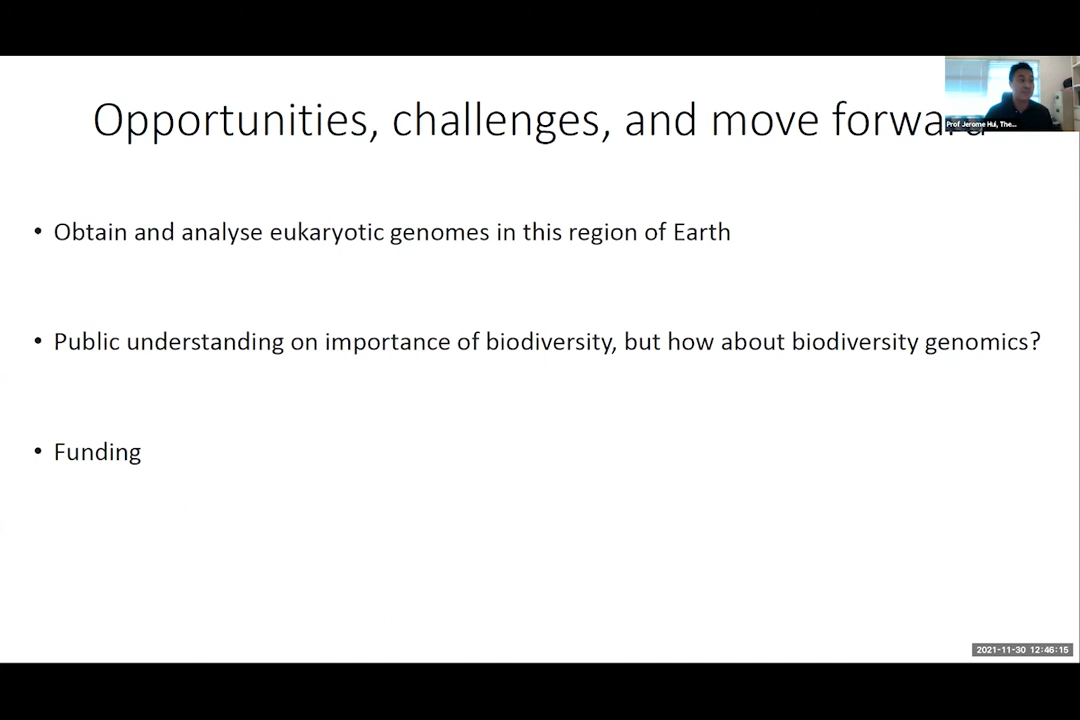 Opportunities, challenges, and move forward
Prof Jerome Hui, The...
• Obtain and analyse eukaryotic genomes in this region of Earth
• Public understanding on importance of biodiversity, but how about biodiversity genomics?
• Funding
2021-11-30 12:46:15